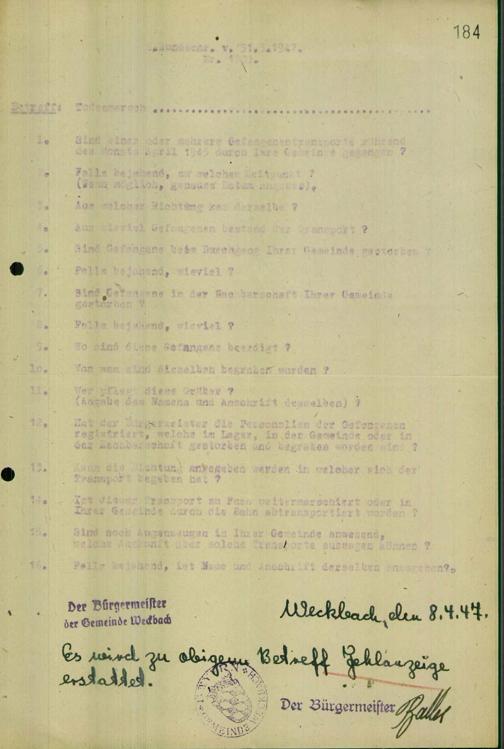 184
Rundschr. v. 31.3.1947.
Nr.
Betreff: Todesmarsch ........................................
1. Sind einer oder mehrere Gefangenentransporte während
des Monats April 1945 durch Ihre Gemeinde gegangen ?
2. Falls bejahend, zu welchem Zeitpunkt ?
(Wenn möglich, genaues Datum angeben).
3. Aus welcher Richtung kam derselbe ?
4. Aus wieviel Gefangenen bestand der Transport ?
5. Sind Gefangene beim Durchgang Ihrer Gemeinde gestorben ?
6. Falls bejahend, wieviel ?
7. Sind Gefangene in der Nachbarschaft Ihrer Gemeinde
gestorben ?
8. Falls bejahend, wieviel ?
9. Wo sind diese Gefangene beerdigt ?
10. Von wem sind dieselben begraben worden ?
11. Wer pflegt diese Gräber ?
(Angabe des Namens und Anschrift desselben) ?
12. Hat der Bürgermeister die Personalien der Gefangenen
registriert, welche im Lager, in der Gemeinde oder in
der Nachbarschaft gestorben und begraben worden sind ?
13. Kann die Richtung angegeben werden in welcher sich der
Transport begeben hat ?
14. Ist dieser Transport zu Fuss weitermarschiert oder in
Ihrer Gemeinde durch die Bahn abtransportiert worden ?
15. Sind noch Augenzeugen in Ihrer Gemeinde anwesend,
welche Auskunft über solche Transporte aussagen können ?
16. Falls bejahend, ist Name und Anschrift derselben anzugeben?.
Der Bürgermeister
der Gemeinde Weckbach
Weckbach, den 8.4.47.
Es wird zu obigem Betreff Fehlanzeige
erstattet.
BAYERN
GEMEINDE
Der Bürgermeister